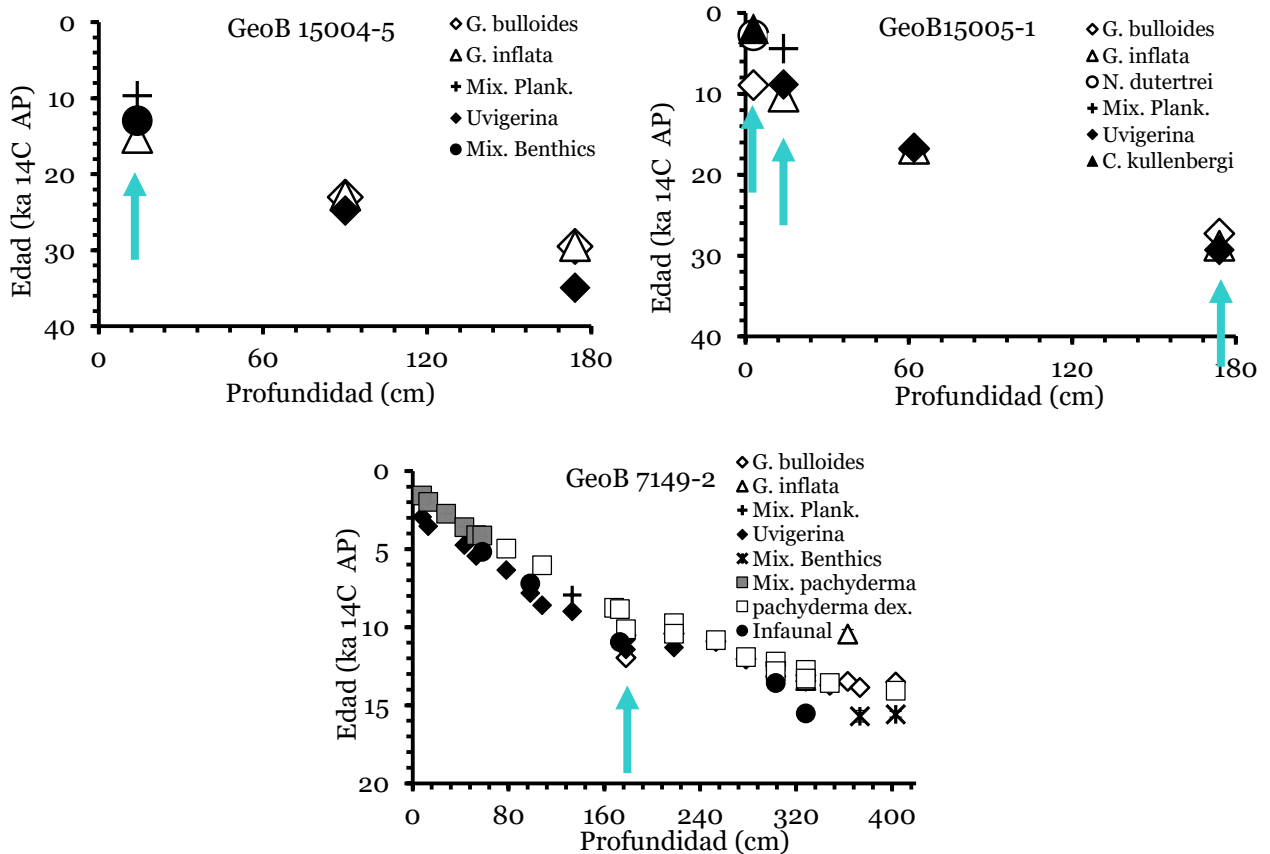 GeoB 15004-5
Edad (ka 14C AP)
0
10
20
30
40
0 60 120 180
Profundidad (cm)
G. bulloides
G. inflata
Mix. Plank.
Uvigerina
Mix. Benthics
GeoB15005-1
Edad (ka 14C AP)
0
10
20
30
40
0 60 120 180
Profundidad (cm)
G. bulloides
G. inflata
N. dutertrei
Mix. Plank.
Uvigerina
C. kullenbergi
GeoB 7149-2
Edad (ka 14C AP)
0
5
10
15
20
0 80 160 240 320 400
Profundidad (cm)
G. bulloides
G. inflata
Mix. Plank.
Uvigerina
Mix. Benthics
Mix. pachyderma
pachyderma dex.
Infaunal